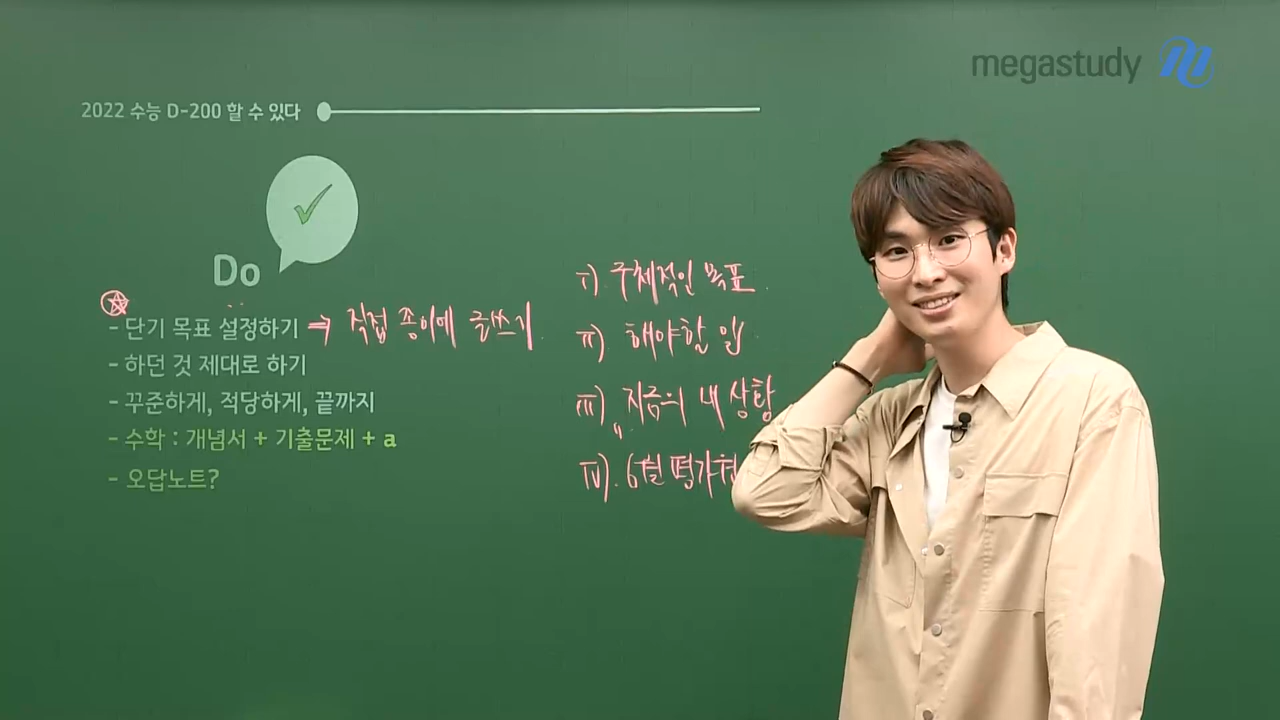 megastudy
2022 수능 D-200 할 수 있다
Do
- 단기 목표 설정하기 → 직접 종이에 글쓰기.
- 하던 것 제대로 하기
- 꾸준하게, 적당하게, 끝까지
- 수학 : 개념서 + 기출문제 + a
- 오답노트?
i). 구체적인 목표.
ii). 해야할 일
iii). 지금의 내 상황
iv). 6월 평가원